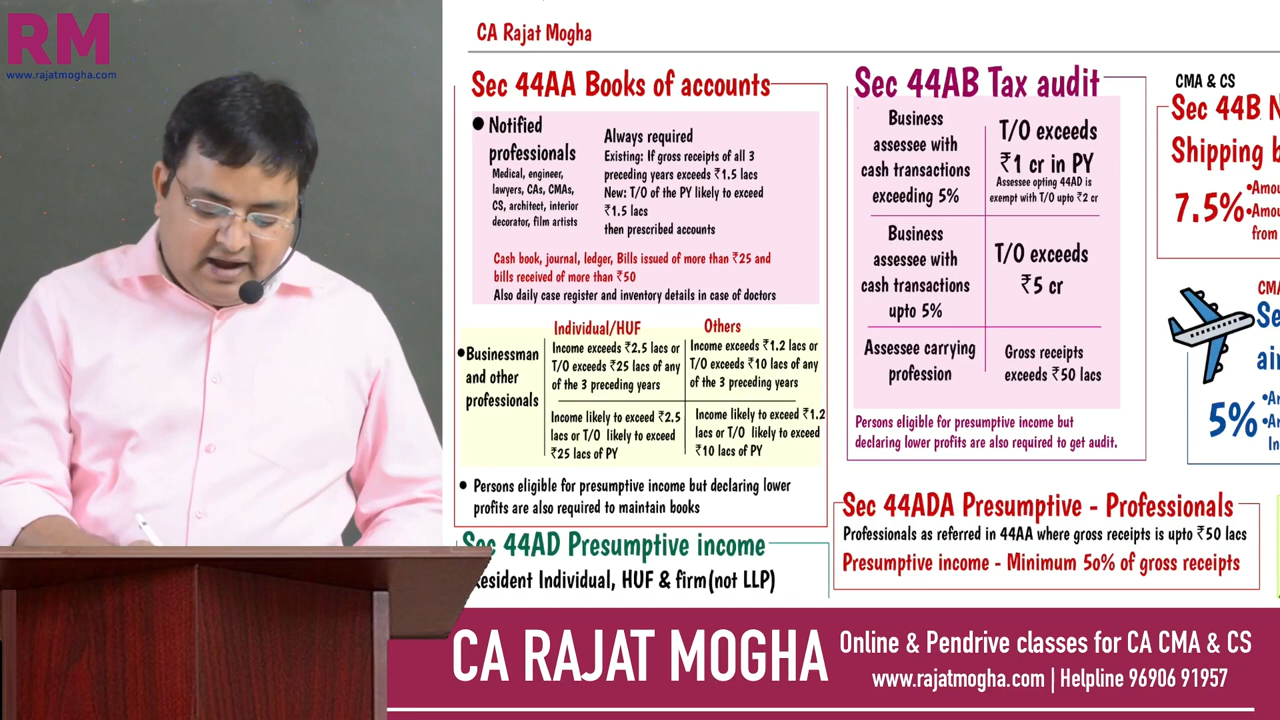 RM
www.rajatmogha.com
CA Rajat Mogha
Sec 44AA Books of accounts
Notified
professionals
Medical, engineer,
lawyers, CAs, CMAs,
CS, architect, interior
decorator, film artists
Always required
Existing: If gross receipts of all 3
preceding years exceeds ₹1.5 lacs
New: T/O of the PY likely to exceed
₹1.5 lacs
then prescribed accounts
Cash book, journal, ledger, Bills issued of more than ₹25 and
bills received of more than ₹50
Also daily case register and inventory details in case of doctors
Individual/HUF
Others
Businessman
and other
professionals
Income exceeds ₹2.5 lacs or
T/O exceeds ₹25 lacs of any
of the 3 preceding years
Income exceeds ₹1.2 lacs or
T/O exceeds ₹10 lacs of any
of the 3 preceding years
Income likely to exceed ₹2.5
lacs or T/O likely to exceed
₹25 lacs of PY
Income likely to exceed ₹1.2
lacs or T/O likely to exceed
₹10 lacs of PY
Persons eligible for presumptive income but declaring lower
profits are also required to maintain books
Sec 44AD Presumptive income
Resident Individual, HUF & firm(not LLP)
Sec 44AB Tax audit
Business
assessee with
cash transactions
exceeding 5%
T/O exceeds
₹1 cr in PY
Assessee opting 44AD is
exempt with T/O upto ₹2 cr
Business
assessee with
cash transactions
upto 5%
T/O exceeds
₹5 cr
Assessee carrying
profession
Gross receipts
exceeds ₹50 lacs
Persons eligible for presumptive income but
declaring lower profits are also required to get audit.
Sec 44ADA Presumptive - Professionals
Professionals as referred in 44AA where gross receipts is upto ₹50 lacs
Presumptive income - Minimum 50% of gross receipts
CMA & CS
Sec 44B
Shipping
7.5%
from
5%
CA RAJAT MOGHA
Online & Pendrive classes for CA CMA & CS
www.rajatmogha.com | Helpline 96906 91957